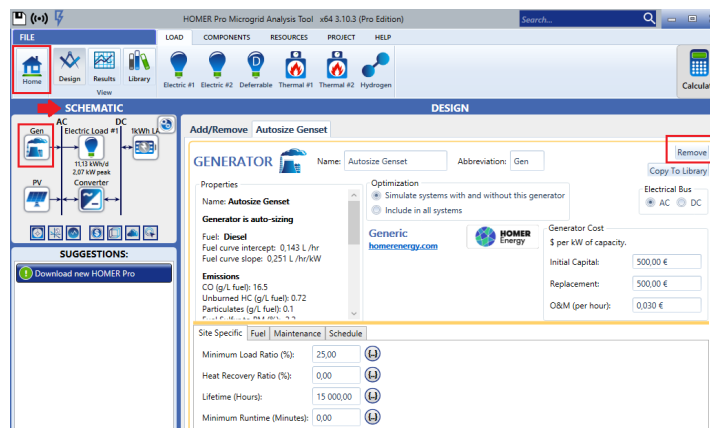 HOMER Pro Microgrid Analysis Tool x64 3.10.3 (Pro Edition)
Search...
FILE
LOAD COMPONENTS RESOURCES PROJECT HELP
Home
Design Results Library
View
Electric #1 Electric #2 Deferrable Thermal #1 Thermal #2 Hydrogen
Calculat
SCHEMATIC
DESIGN
AC DC
Gen Electric Load #1 1kWh LA
11,13 kWh/d
2,07 kW peak
PV Converter
SUGGESTIONS:
Download new HOMER Pro
Add/Remove Autosize Genset
GENERATOR
Name: Autosize Genset
Abbreviation: Gen
Remove
Copy To Library
Properties
Name: Autosize Genset
Generator is auto-sizing
Fuel: Diesel
Fuel curve intercept: 0,143 L /hr
Fuel curve slope: 0,251 L /hr/kW
Emissions
CO (g/L fuel): 16.5
Unburned HC (g/L fuel): 0.72
Particulates (g/L fuel): 0.1
Optimization
Simulate systems with and without this generator
Include in all systems
Electrical Bus
AC DC
Generic
homerenergy.com
HOMER
Energy
Generator Cost
$ per kW of capacity.
Initial Capital: 500,00 €
Replacement: 500,00 €
O&M (per hour): 0,030 €
Site Specific Fuel Maintenance Schedule
Minimum Load Ratio (%): 25,00
Heat Recovery Ratio (%): 0,00
Lifetime (Hours): 15 000,00
Minimum Runtime (Minutes): 0,00